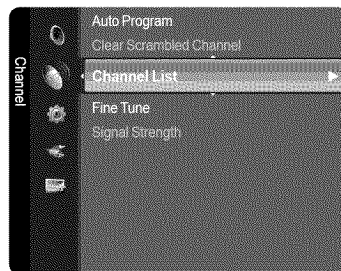 Channel
Auto Program
Clear Scrambled Channel
Channel List
Fine Tune
Signal Strength